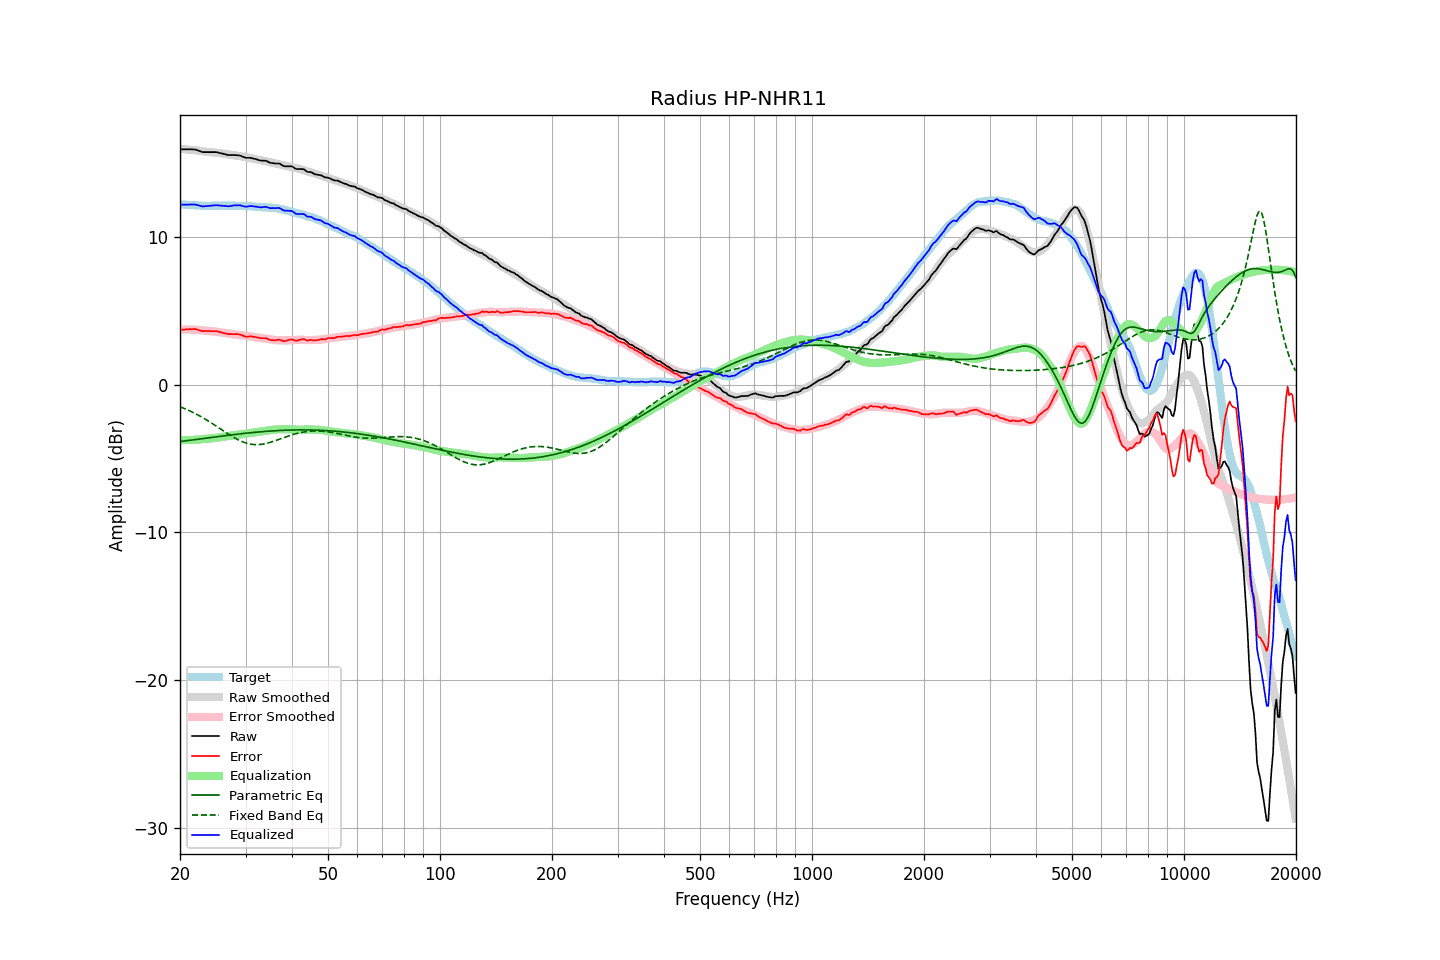 Radius HP-NHR11
10
0
−10
−20
−30
Amplitude (dBr)
Target
Raw Smoothed
Error Smoothed
Raw
Error
Equalization
Parametric Eq
Fixed Band Eq
Equalized
20 50 100 200 500 1000 2000 5000 10000 20000
Frequency (Hz)